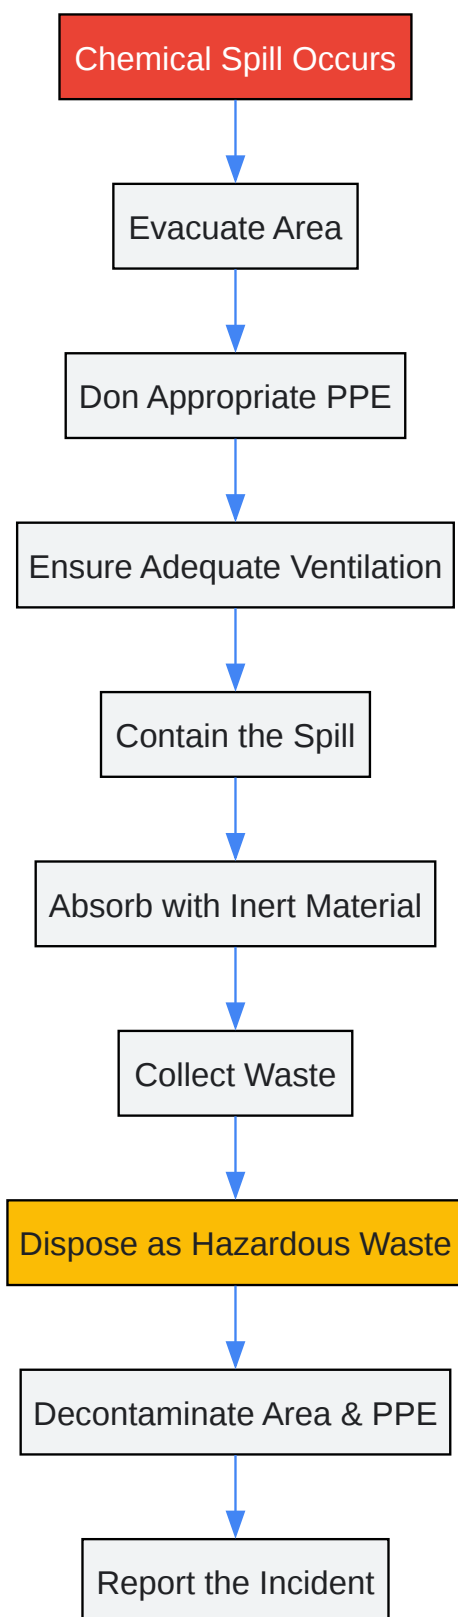 Chemical Spill Occurs
Evacuate Area
Don Appropriate PPE
Ensure Adequate Ventilation
Contain the Spill
Absorb with Inert Material
Collect Waste
Dispose as Hazardous Waste
Decontaminate Area & PPE
Report the Incident